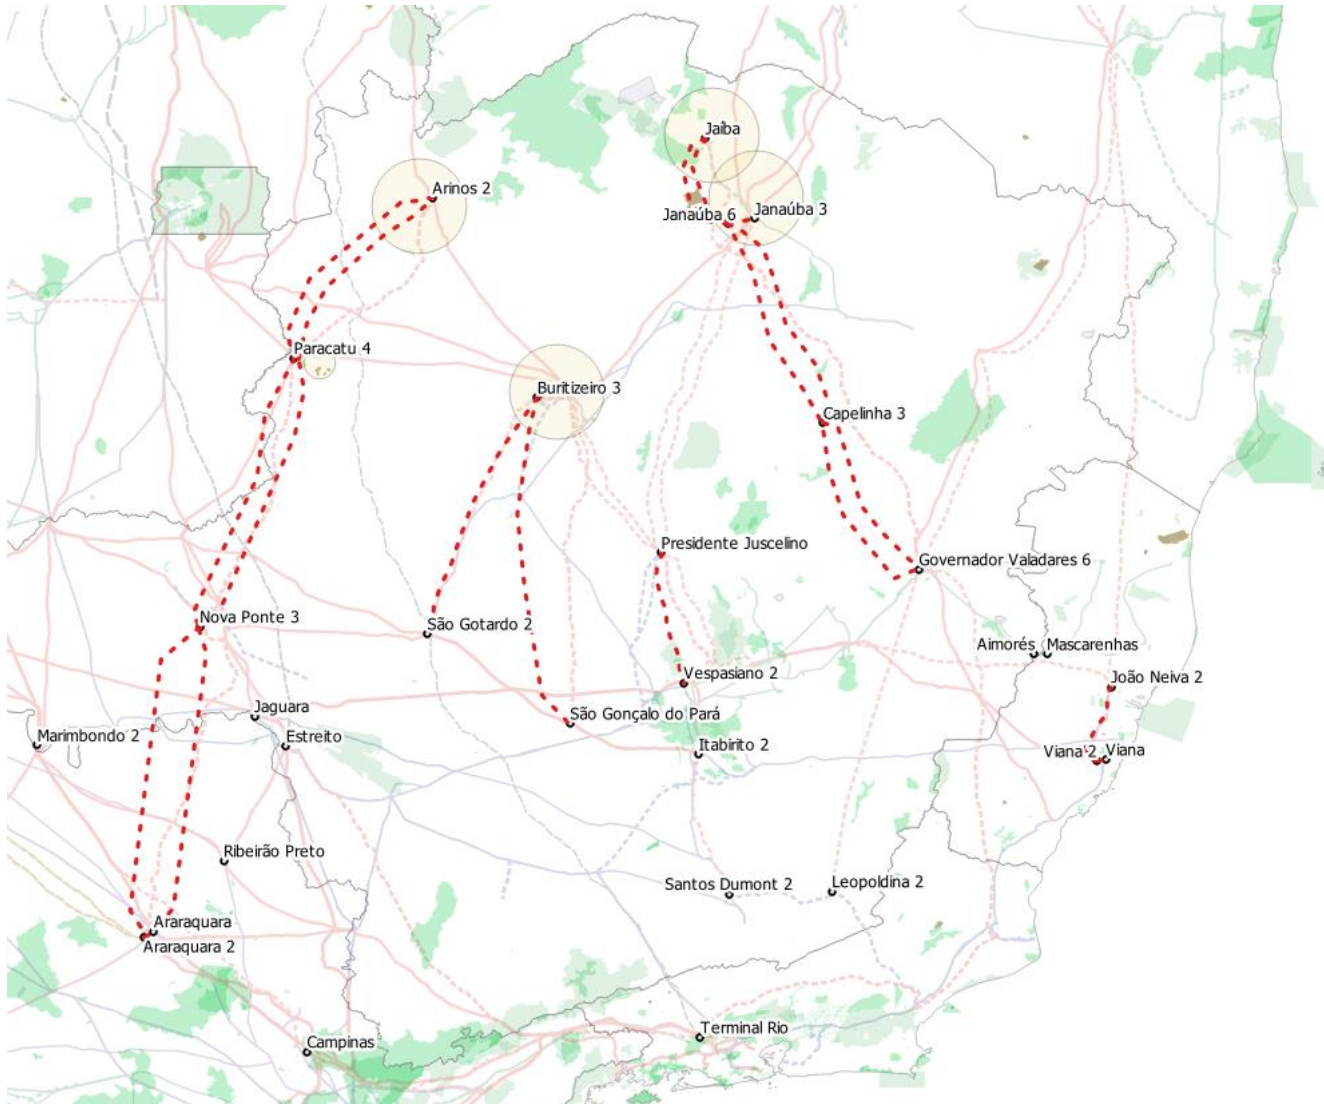 Jaíba
Arinos 2
Janaúba 6
Janaúba 3
Paracatu 4
Buritizeiro 3
Capelinha 3
Presidente Juscelino
Governador Valadares 6
Nova Ponte 3
São Gotardo 2
Aimorés
Mascarenhas
Vespasiano 2
João Neiva 2
Jaguara
São Gonçalo do Pará
Marimbondo 2
Estreito
Itabirito 2
Viana 2
Viana
Ribeirão Preto
Santos Dumont 2
Leopoldina 2
Araraquara
Araraquara 2
Terminal Rio
Campinas